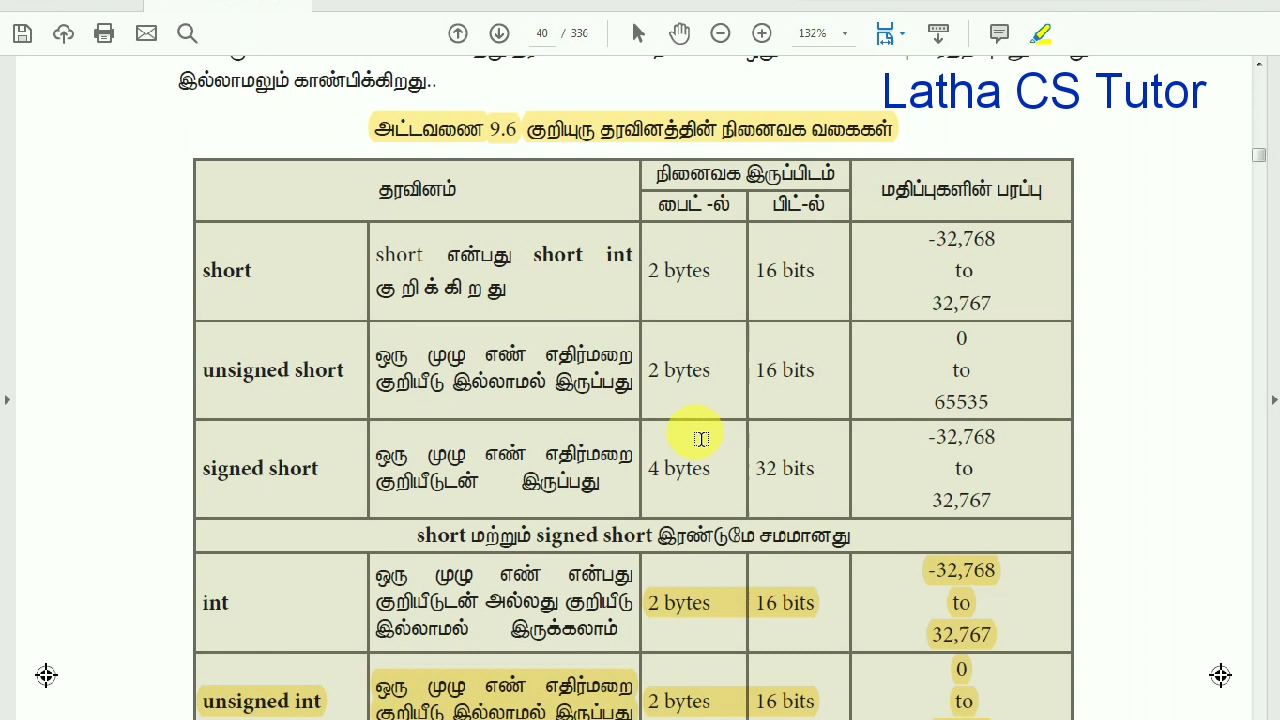 40 / 336
132%
இல்லாமலும் காண்பிக்கிறது..
Latha CS Tutor
அட்டவணை 9.6 குறியுரு தரவினத்தின் நினைவக வகைகள்
தரவினம்
நினைவக இருப்பிடம்
மதிப்புகளின் பரப்பு
பைட் -ல்
பிட்-ல்
short
short என்பது short int
குறிக்கிறது
2 bytes
16 bits
-32,768
to
32,767
unsigned short
ஒரு முழு எண் எதிர்மறை
குறியீடு இல்லாமல் இருப்பது
2 bytes
16 bits
0
to
65535
signed short
ஒரு முழு எண் எதிர்மறை
குறியீடுடன் இருப்பது
4 bytes
32 bits
-32,768
to
32,767
short மற்றும் signed short இரண்டுமே சமமானது
int
ஒரு முழு எண் என்பது
குறியீடுடன் அல்லது குறியீடு
இல்லாமல் இருக்கலாம்
2 bytes
16 bits
-32,768
to
32,767
unsigned int
ஒரு முழு எண் எதிர்மறை
குறியீடு இல்லாமல் இருப்பது
2 bytes
16 bits
0
to